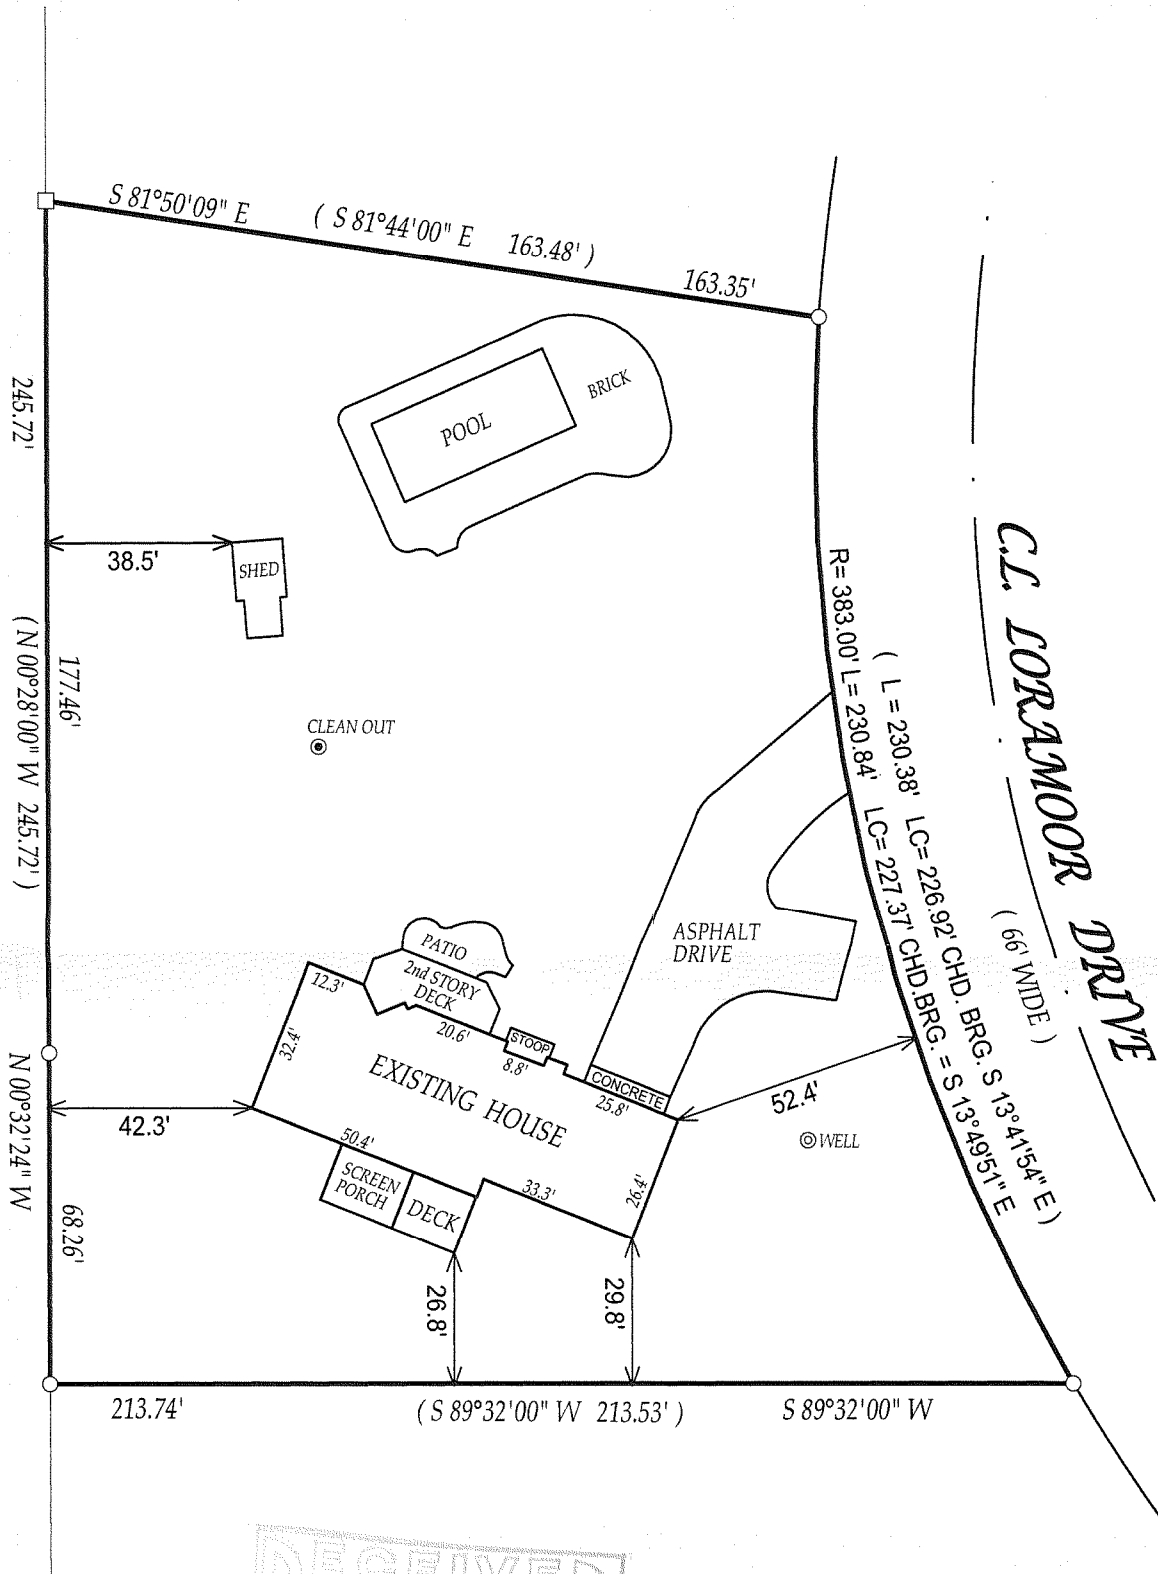 S 81°50'09" E ( S 81°44'00" E 163.48' ) 163.35'
POOL
BRICK
245.72'
38.5'
SHED
177.46'
( N 00°28'00" W 245.72' )
CLEAN OUT
C.L. LORAMOOR DRIVE
( 66' WIDE )
( L = 230.38' LC= 226.92' CHD. BRG. S 13°41'54" E )
R= 383.00' L= 230.84' LC= 227.37' CHD.BRG. = S 13°49'51" E
ASPHALT
DRIVE
PATIO
2nd STORY
DECK
12.3'
20.6'
STOOP
8.8'
CONCRETE
25.8'
32.4'
EXISTING HOUSE
52.4'
WELL
N 00°32'24" W
42.3'
50.4'
SCREEN
PORCH
DECK
33.3'
26.4'
68.26'
26.8'
29.8'
213.74' ( S 89°32'00" W 213.53' ) S 89°32'00" W
RECEIVED